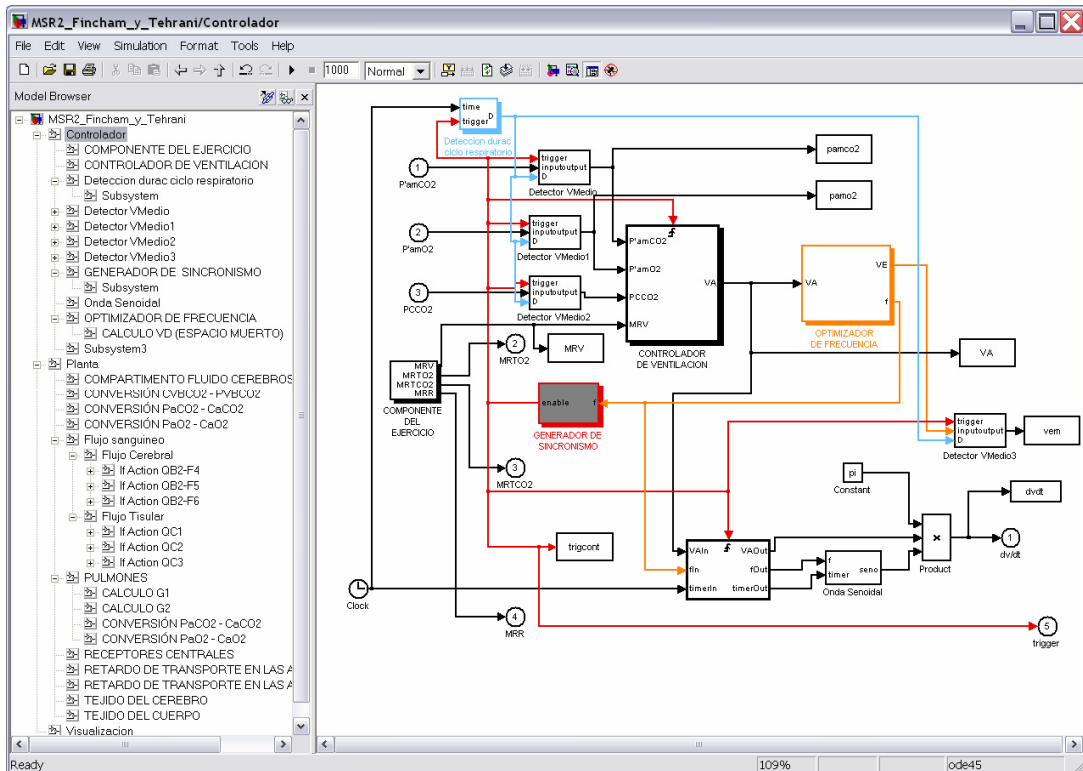 MSR2_Fincham_y_Tehrani/Controlador
File Edit View Simulation Format Tools Help
1000 Normal
Model Browser
MSR2_Fincham_y_Tehrani
Controlador
COMPONENTE DEL EJERCICIO
CONTROLADOR DE VENTILACION
Deteccion durac ciclo respiratorio
Subsystem
Detector VMedio
Detector VMedio1
Detector VMedio2
Detector VMedio3
GENERADOR DE SINCRONISMO
Subsystem
Onda Senoidal
OPTIMIZADOR DE FRECUENCIA
CALCULO VD (ESPACIO MUERTO)
Subsystem3
Planta
COMPARTIMENTO FLUIDO CEREBROS
CONVERSIÓN CVBCO2 - PVBCO2
CONVERSIÓN PaCO2 - CaCO2
CONVERSIÓN PaO2 - CaO2
Flujo sanguineo
Flujo Cerebral
If Action QB2-F4
If Action QB2-F5
If Action QB2-F6
Flujo Tisular
If Action QC1
If Action QC2
If Action QC3
PULMONES
CALCULO G1
CALCULO G2
CONVERSIÓN PaCO2 - CaCO2
CONVERSIÓN PaO2 - CaO2
RECEPTORES CENTRALES
RETARDO DE TRANSPORTE EN LAS A
RETARDO DE TRANSPORTE EN LAS A
TEJIDO DEL CEREBRO
TEJIDO DEL CUERPO
Visualizacion
time
trigger
D
Deteccion durac
ciclo respiratorio
1
P'amCO2
trigger
inputoutput
D
Detector VMedio
pamco2
pamo2
2
P'amO2
trigger
inputoutput
D
Detector VMedio1
3
PCCO2
trigger
inputoutput
D
Detector VMedio2
P'amCO2
P'amO2
PCCO2
MRV
VA
CONTROLADOR
DE VENTILACION
VA
VE
f
OPTIMIZADOR
DE FRECUENCIA
2
MRTO2
MRV
VA
MRV
MRTO2
MRTCO2
MRR
COMPONENTE
DEL
EJERCICIO
enable
f
GENERADOR DE
SINCRONISMO
trigger
inputoutput
D
Detector VMedio3
vem
3
MRTCO2
pi
Constant
dvdt
trigcont
VAIn
fIn
timerIn
VAOut
fOut
timerOut
f
timer
seno
Onda Senoidal
×
Product
1
dv/dt
Clock
4
MRR
5
trigger
Ready
109%
ode45